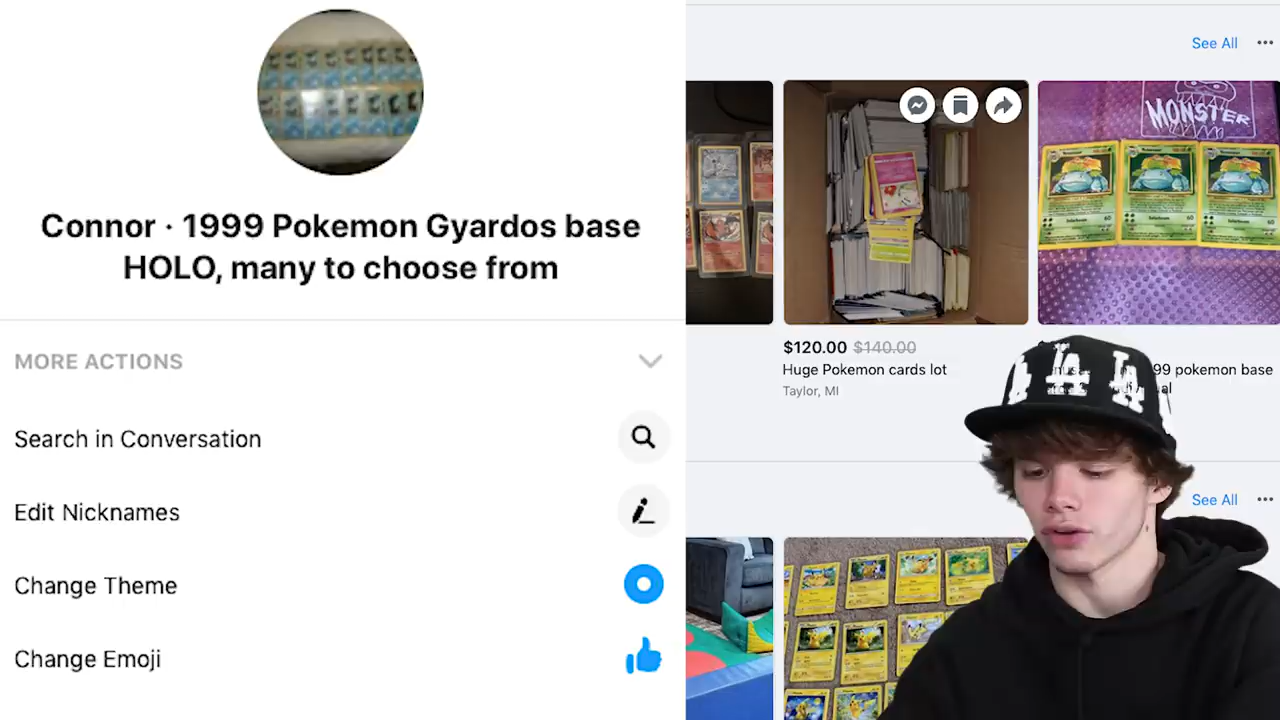 Connor · 1999 Pokemon Gyardos base
HOLO, many to choose from
MORE ACTIONS
Search in Conversation
Edit Nicknames
Change Theme
Change Emoji
See All
MONSTER
$120.00 $140.00
Huge Pokemon cards lot
Taylor, MI
99 pokemon base
LA LA
See All